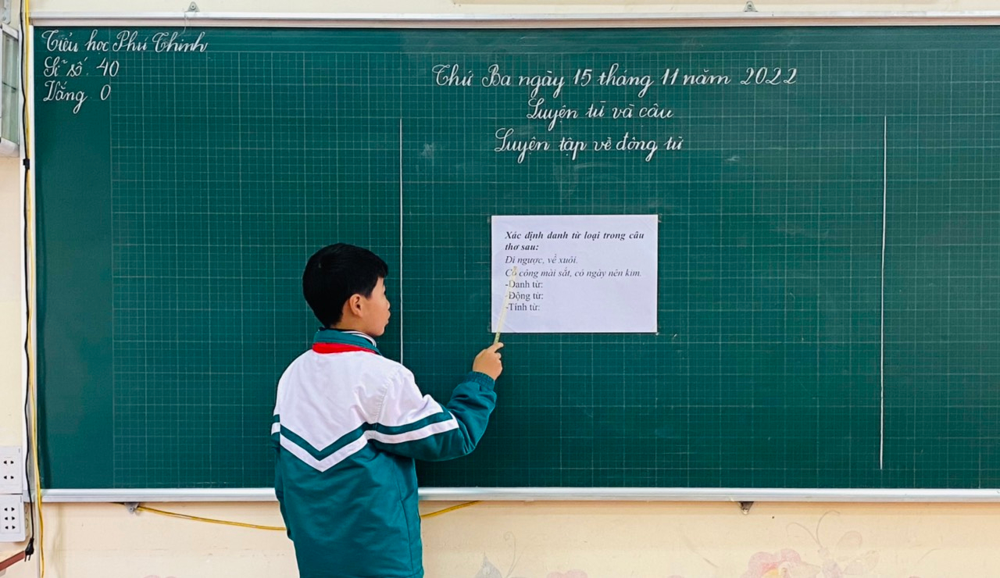 Tiểu học Phú Thịnh
Sĩ số: 40
Vắng 0
Thứ Ba ngày 15 tháng 11 năm 2022
Luyện từ và câu
Luyện tập về động từ
Xác định danh từ loại trong câu
thơ sau:
Đi ngược, về xuôi.
Có công mài sắt, có ngày nên kim.
-Danh từ:
-Động từ:
-Tính từ: